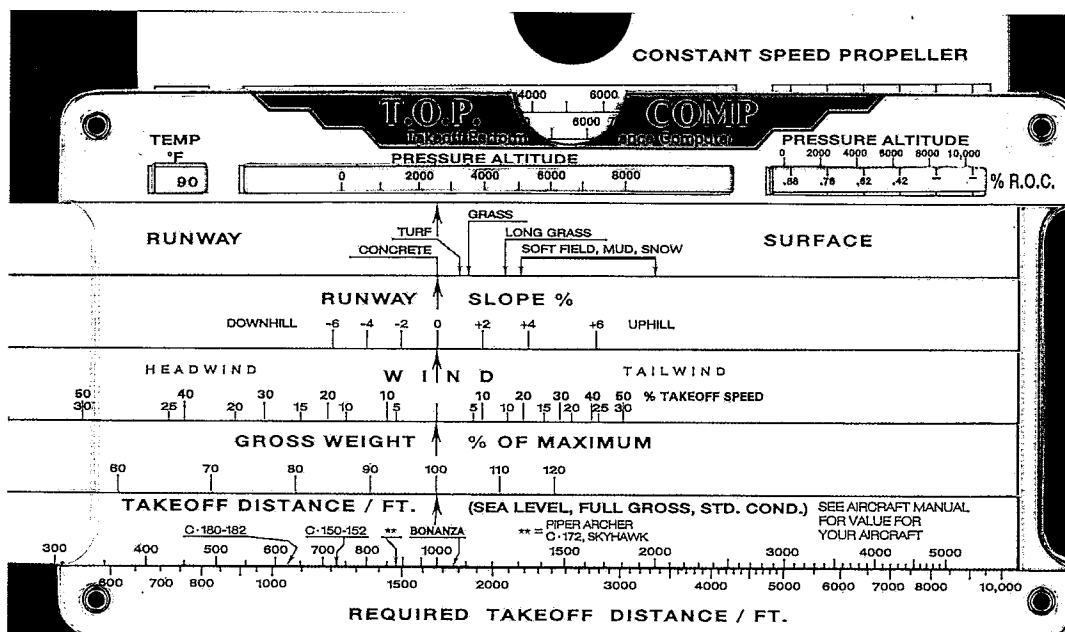 CONSTANT SPEED PROPELLER
4000 6000
T.O.P. COMP
6000
TEMP °F
PRESSURE ALTITUDE
PRESSURE ALTITUDE
0 2000 4000 6000 8000 10,000
90
0 2000 4000 6000 8000
.88 .76 .62 .42 — — % R.O.C.
RUNWAY SURFACE
GRASS
TURF LONG GRASS
CONCRETE SOFT FIELD, MUD, SNOW
RUNWAY SLOPE %
DOWNHILL -6 -4 -2 0 +2 +4 +6 UPHILL
HEADWIND WIND TAILWIND
50 40 30 20 10 10 20 30 40 50 % TAKEOFF SPEED
30 25 20 15 10 5 5 10 15 20 25 30
GROSS WEIGHT % OF MAXIMUM
60 70 80 90 100 110 120
TAKEOFF DISTANCE / FT. (SEA LEVEL, FULL GROSS, STD. COND.)
SEE AIRCRAFT MANUAL
FOR VALUE FOR
YOUR AIRCRAFT
C-180-182 C-150-152 ** BONANZA
** = PIPER ARCHER
C-172, SKYHAWK
300 400 500 600 700 800 1000 1500 2000 3000 4000 5000
600 700 800 1000 1500 2000 3000 4000 5000 6000 7000 8000 10,000
REQUIRED TAKEOFF DISTANCE / FT.